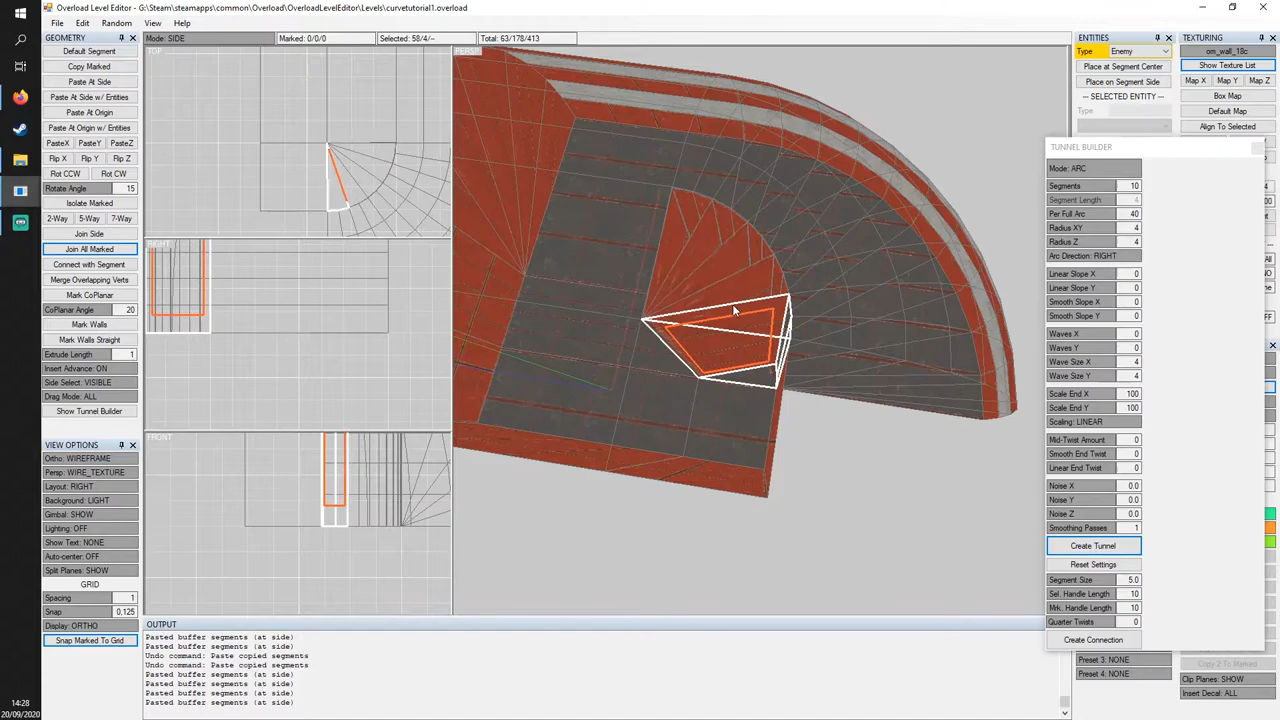 Overload Level Editor - G:\Steam\steamapps\common\Overload\OverloadLevelEditor\Levels\curvetutorial1.overload
File Edit Random View Help
GEOMETRY
Default Segment
Copy Marked
Paste At Side
Paste At Side w/ Entities
Paste At Origin
Paste At Origin w/ Entities
PasteX PasteY PasteZ
Flip X Flip Y Flip Z
Rot CCW Rot CW
Rotate Angle 15
Isolate Marked
2-Way 5-Way 7-Way
Join Side
Join All Marked
Connect with Segment
Merge Overlapping Verts
Mark CoPlanar
CoPlanar Angle 20
Mark Walls
Mark Walls Straight
Extrude Length 1
Insert Advance: ON
Side Select: VISIBLE
Drag Mode: ALL
Show Tunnel Builder
VIEW OPTIONS
Ortho: WIREFRAME
Persp: WIRE_TEXTURE
Layout: RIGHT
Background: LIGHT
Gimbal: SHOW
Lighting: OFF
Show Text: NONE
Auto-center: OFF
Split Planes: SHOW
GRID
Spacing 1
Snap 0,125
Display: ORTHO
Snap Marked To Grid
14:28
20/09/2020
Mode: SIDE
Marked: 0/0/0
Selected: 58/4/--
Total: 63/178/413
TOP
PERSP
RIGHT
FRONT
OUTPUT
Pasted buffer segments (at side)
Pasted buffer segments (at side)
Undo command: Paste copied segments
Undo command: Paste copied segments
Pasted buffer segments (at side)
Pasted buffer segments (at side)
Pasted buffer segments (at side)
Pasted buffer segments (at side)
ENTITIES
Type Enemy
Place at Segment Center
Place on Segment Side
--- SELECTED ENTITY ---
Type
TEXTURING
om_wall_18c
Show Texture List
Map X Map Y Map Z
Box Map
Default Map
Align To Selected
TUNNEL BUILDER
Mode: ARC
Segments 10
Segment Length 4
Per Full Arc 40
Radius XY 4
Radius Z 4
Arc Direction: RIGHT
Linear Slope X 0
Linear Slope Y 0
Smooth Slope X 0
Smooth Slope Y 0
Waves X 0
Waves Y 0
Wave Size X 4
Wave Size Y 4
Scale End X 100
Scale End Y 100
Scaling: LINEAR
Mid-Twist Amount 0
Smooth End Twist 0
Linear End Twist 0
Noise X 0.0
Noise Y 0.0
Noise Z 0.0
Smoothing Passes 1
Create Tunnel
Reset Settings
Segment Size 5.0
Sel. Handle Length 10
Mrk. Handle Length 10
Quarter Twists 0
Create Connection
Preset 3: NONE
Preset 4: NONE
Copy 2 To Marked
Clip Planes: SHOW
Insert Decal: ALL